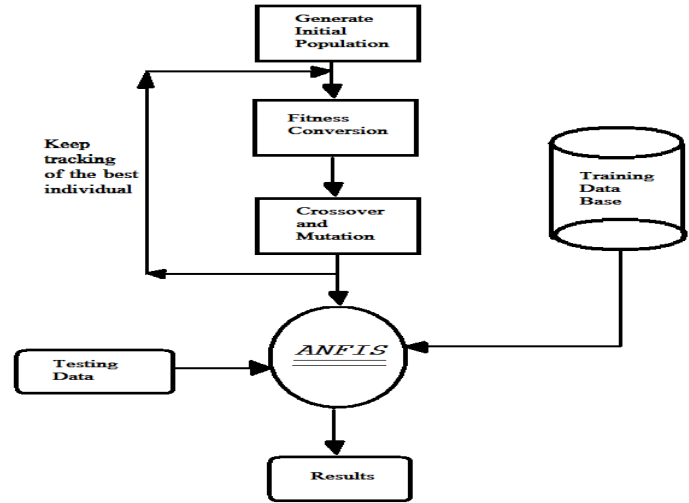 Generate
Initial
Population
Fitness
Conversion
Keep
tracking
of the best
individual
Training
Data
Base
Crossover
and
Mutation
ANFIS
Testing
Data
Results